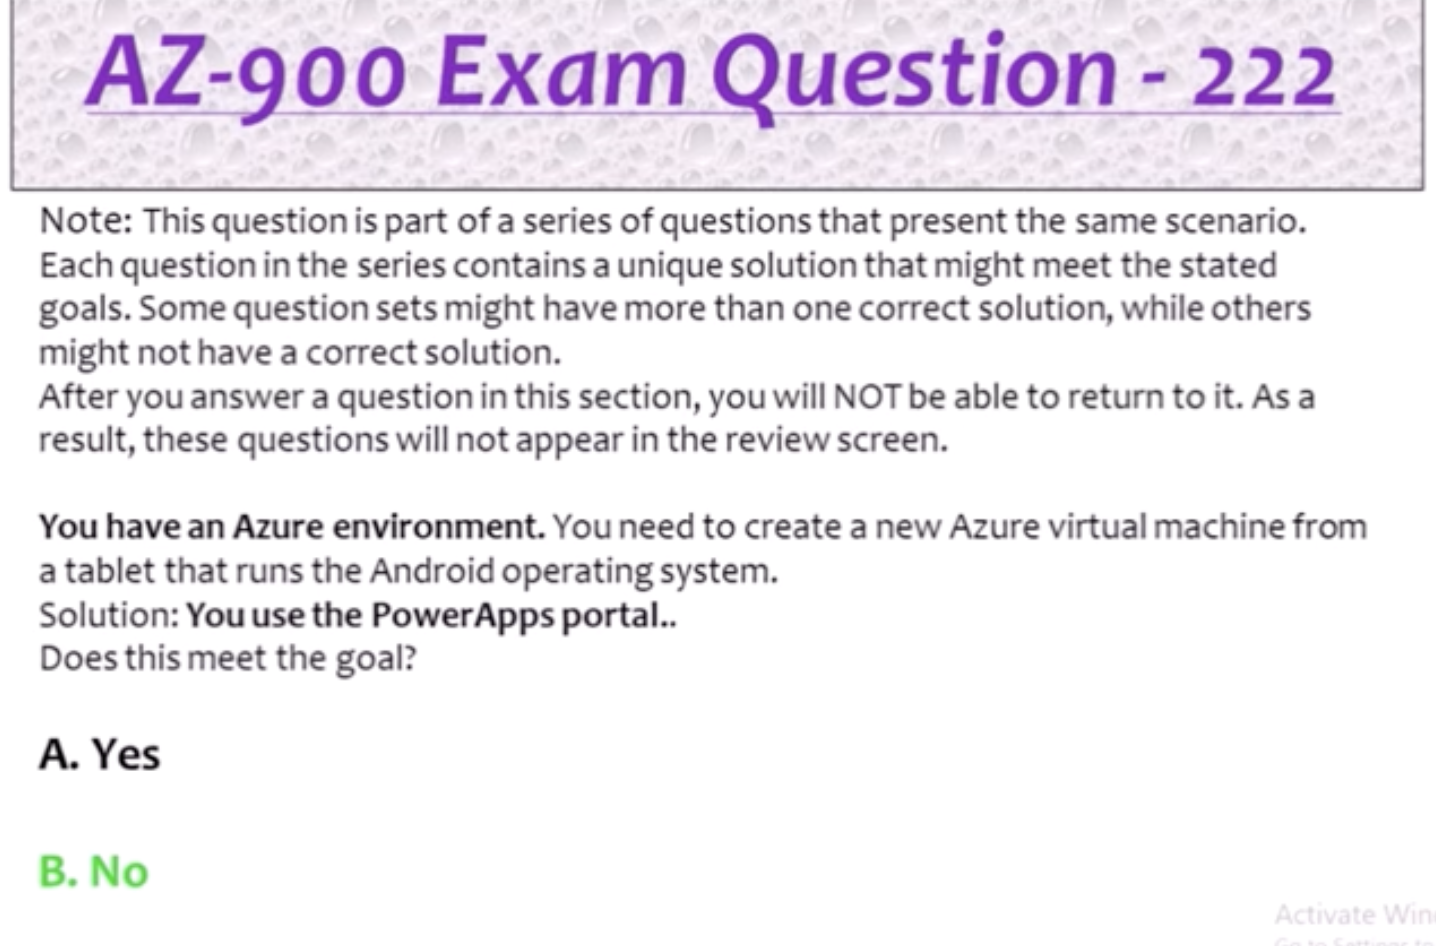 AZ-900 Exam Question - 222
Note: This question is part of a series of questions that present the same scenario.
Each question in the series contains a unique solution that might meet the stated
goals. Some question sets might have more than one correct solution, while others
might not have a correct solution.
After you answer a question in this section, you will NOT be able to return to it. As a
result, these questions will not appear in the review screen.
You have an Azure environment. You need to create a new Azure virtual machine from
a tablet that runs the Android operating system.
Solution: You use the PowerApps portal..
Does this meet the goal?
A. Yes
B. No
Activate Win